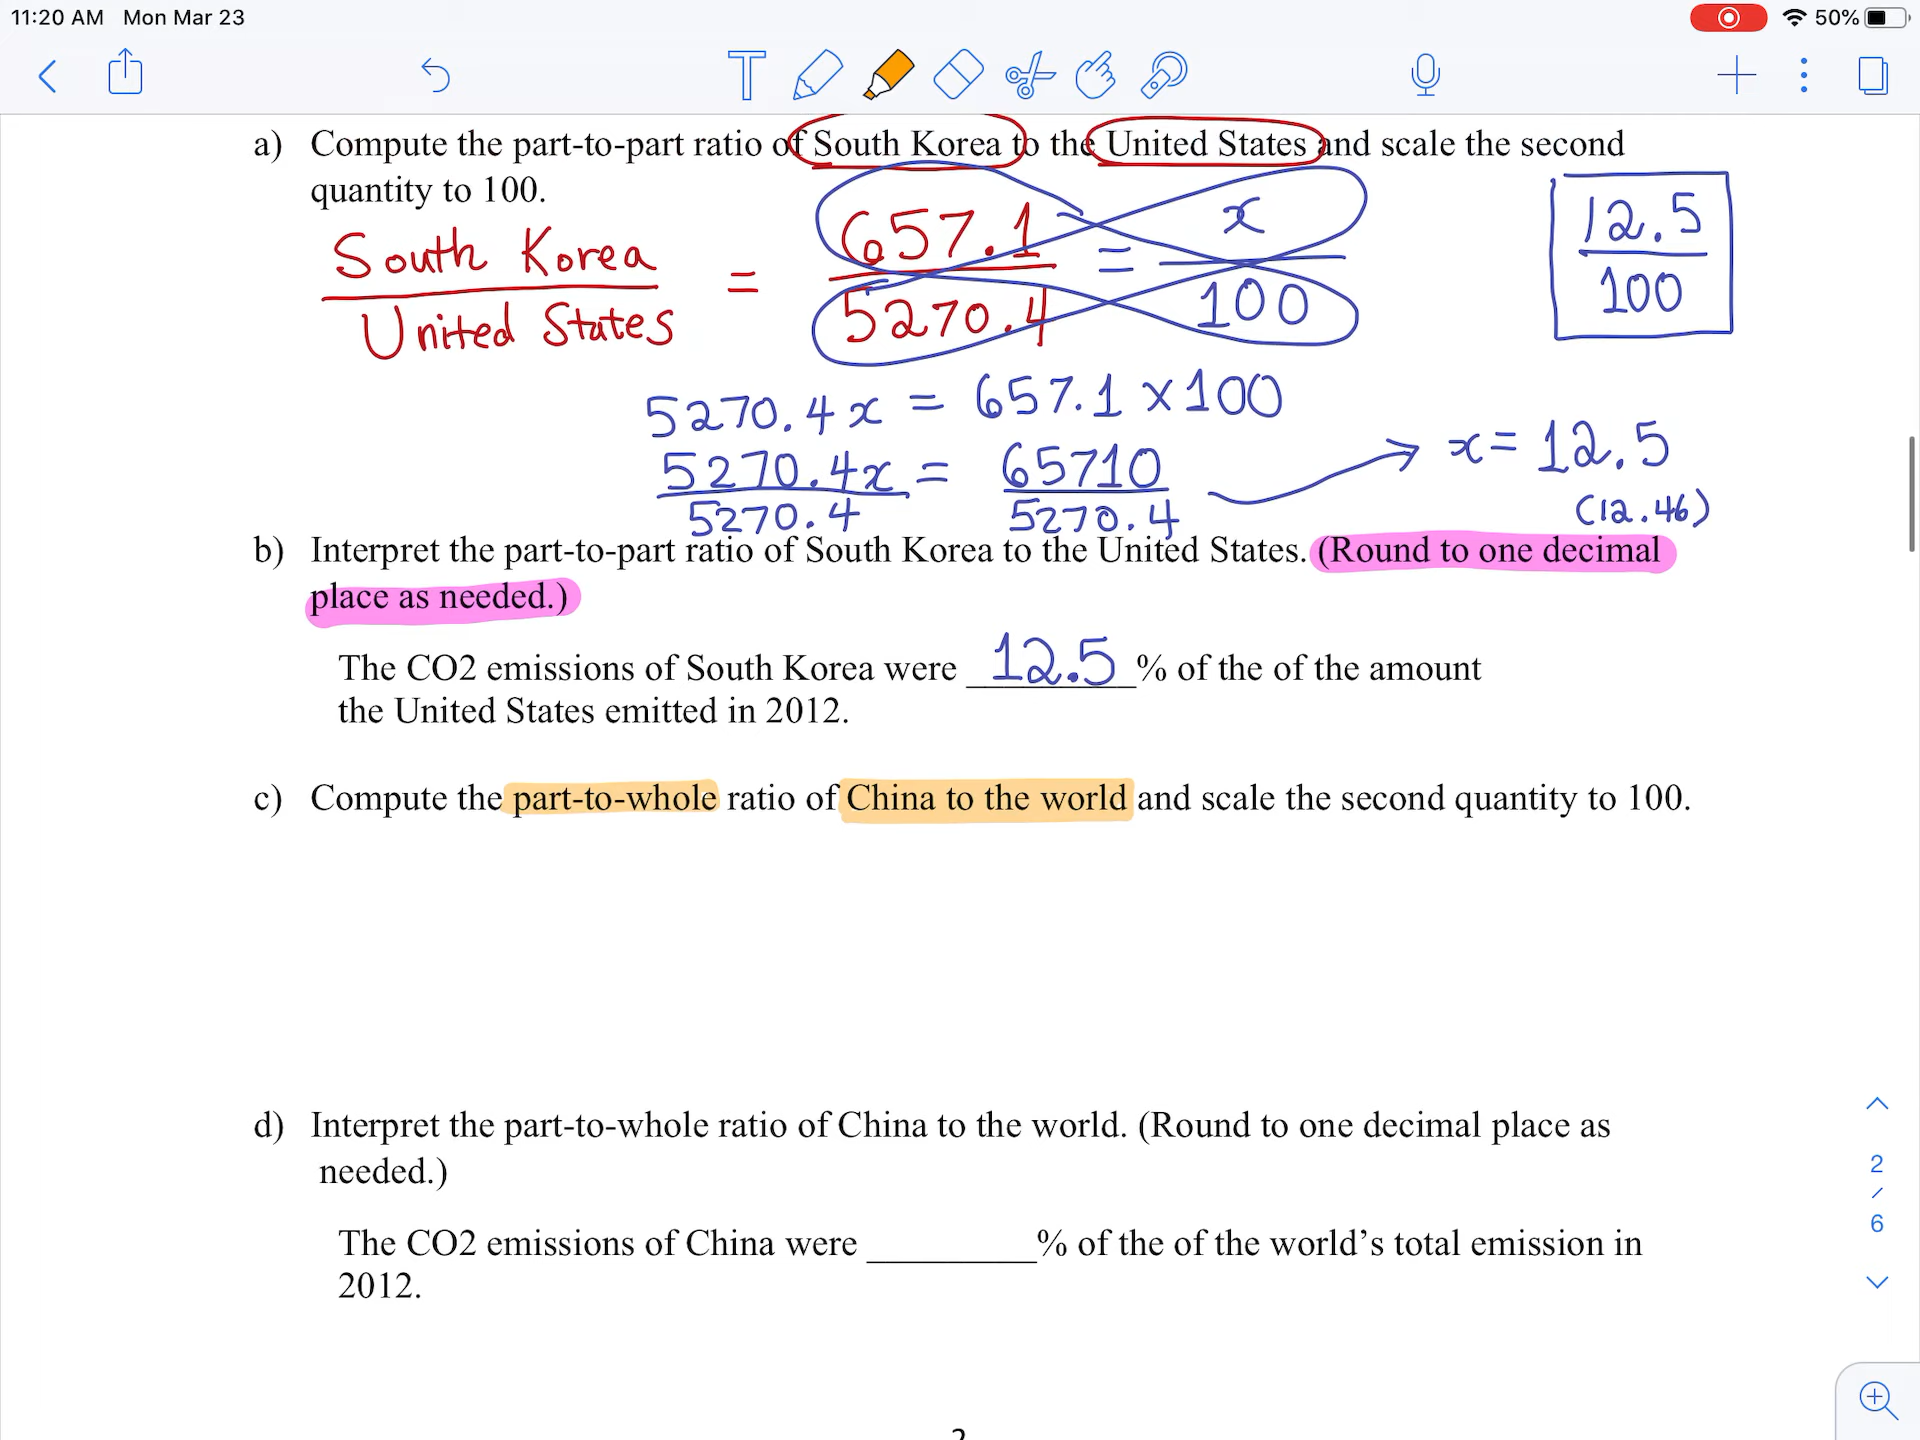 11:20 AM Mon Mar 23
50%
T
a) Compute the part-to-part ratio of South Korea to the United States and scale the second
quantity to 100.
South Korea / United States = 657.1 / 5270.4 = x / 100
12.5 / 100
5270.4x = 657.1 x 100
5270.4x / 5270.4 = 65710 / 5270.4
x = 12.5
(12.46)
b) Interpret the part-to-part ratio of South Korea to the United States. (Round to one decimal
place as needed.)
The CO2 emissions of South Korea were 12.5 % of the of the amount
the United States emitted in 2012.
c) Compute the part-to-whole ratio of China to the world and scale the second quantity to 100.
d) Interpret the part-to-whole ratio of China to the world. (Round to one decimal place as
needed.)
The CO2 emissions of China were _________% of the of the world’s total emission in
2012.
2
/
6